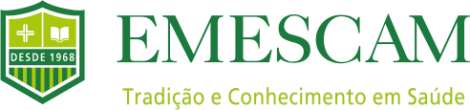 DESDE 1968
EMESCAM
Tradição e Conhecimento em Saúde